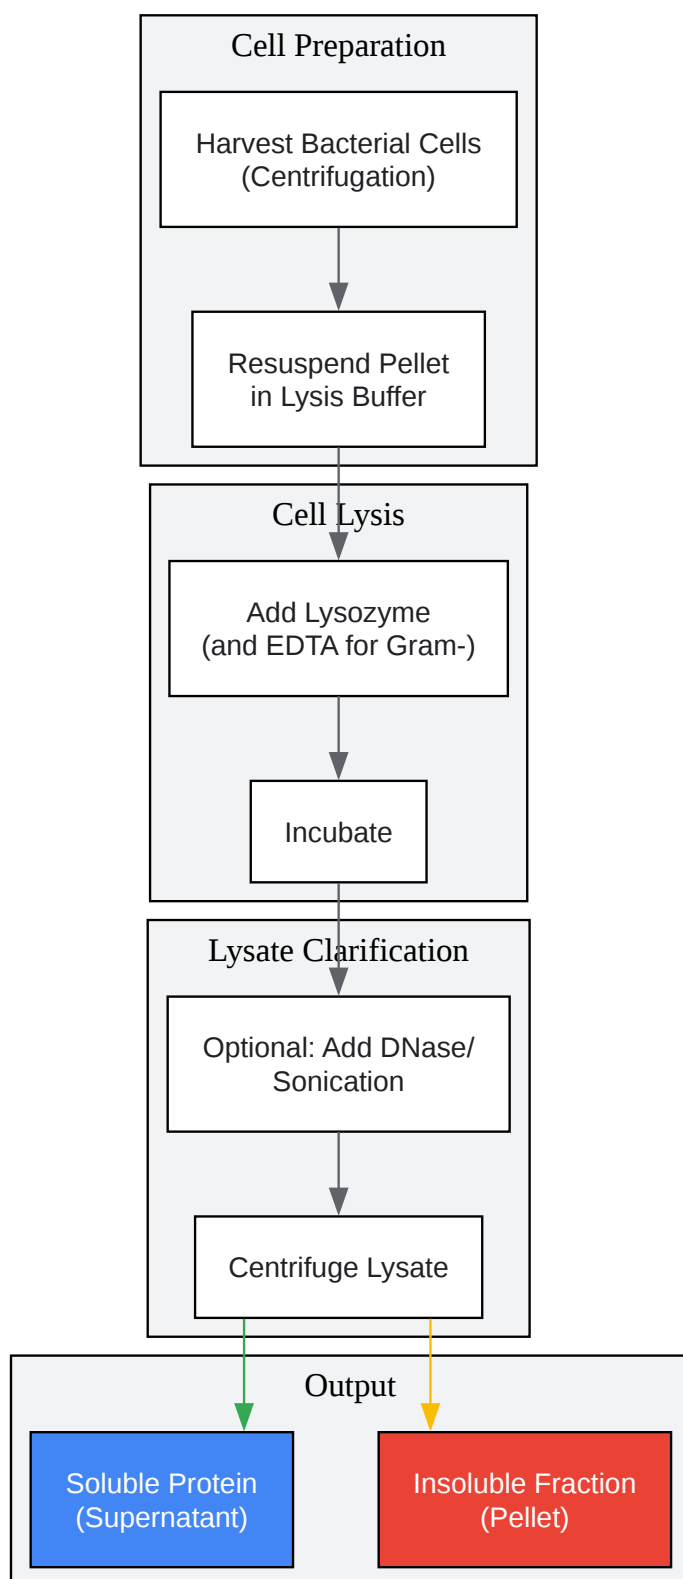 Cell Preparation
Harvest Bacterial Cells
(Centrifugation)
Resuspend Pellet
in Lysis Buffer
Cell Lysis
Add Lysozyme
(and EDTA for Gram-)
Incubate
Lysate Clarification
Optional: Add DNase/
Sonication
Centrifuge Lysate
Output
Soluble Protein
(Supernatant)
Insoluble Fraction
(Pellet)